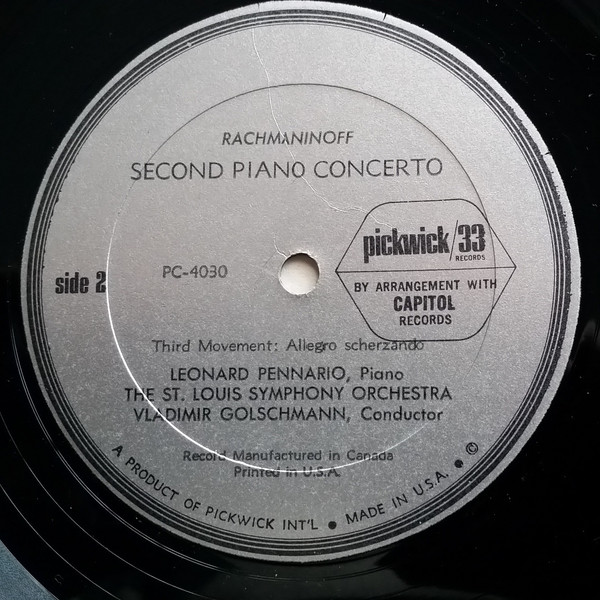 RACHMANINOFF
SECOND PIANO CONCERTO
pickwick/33
RECORDS
BY ARRANGEMENT WITH
CAPITOL
RECORDS
side 2
PC-4030
Third Movement: Allegro scherzando
LEONARD PENNARIO, Piano
THE ST. LOUIS SYMPHONY ORCHESTRA
VLADIMIR GOLSCHMANN, Conductor
Record Manufactured in Canada
Printed in U.S.A.
A PRODUCT OF PICKWICK INT'L ● MADE IN U.S.A. ● ©